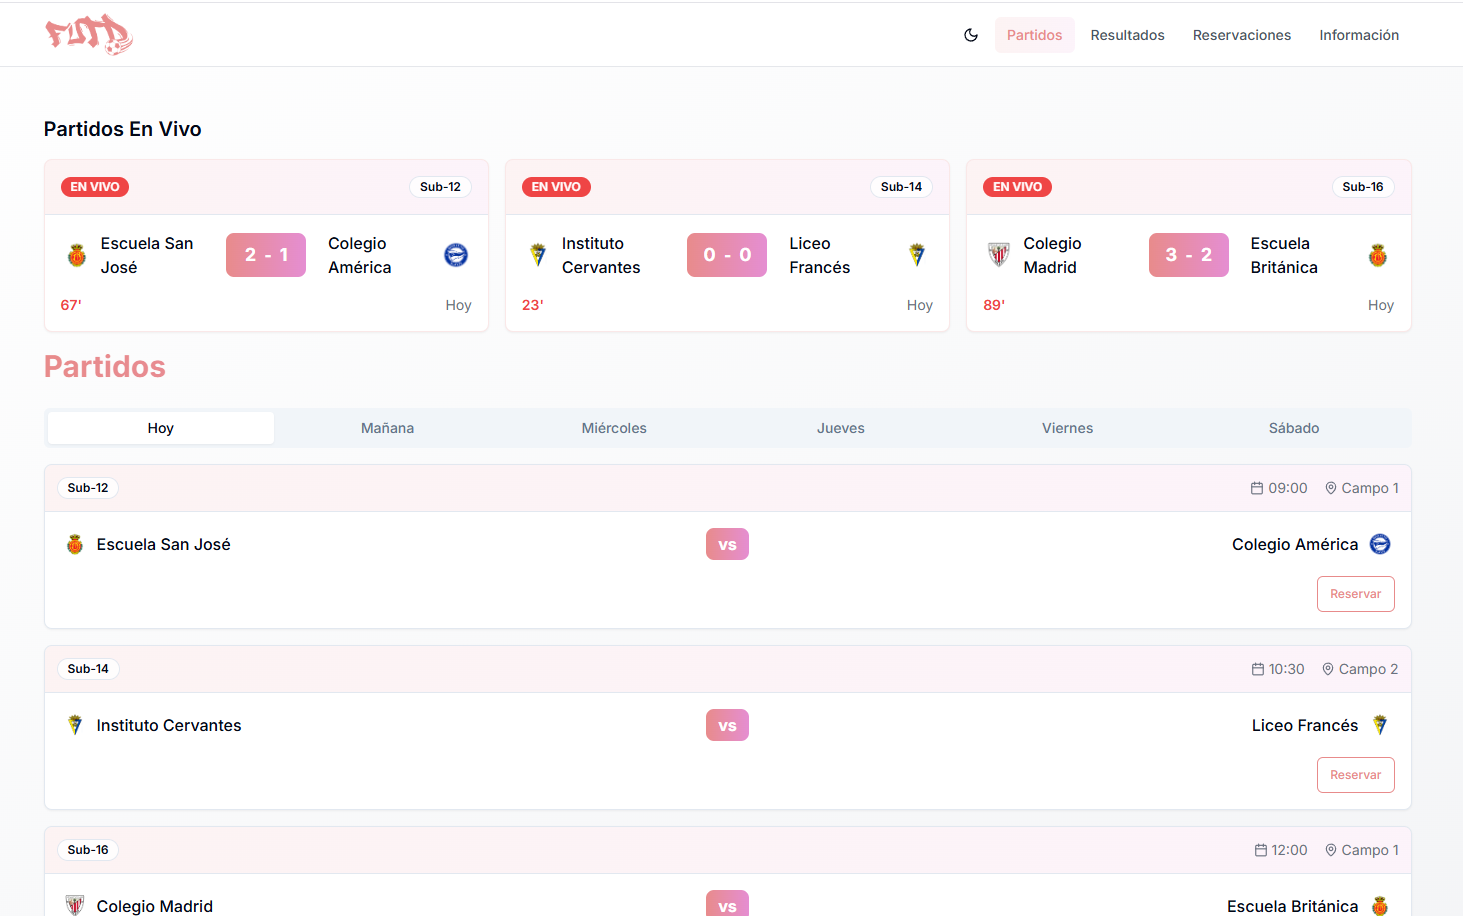 FUTD
Partidos
Resultados
Reservaciones
Información
Partidos En Vivo
EN VIVO
Sub-12
Escuela San
José
2 - 1
Colegio
América
67'
Hoy
EN VIVO
Sub-14
Instituto
Cervantes
0 - 0
Liceo
Francés
23'
Hoy
EN VIVO
Sub-16
Colegio
Madrid
3 - 2
Escuela
Británica
89'
Hoy
Partidos
Hoy
Mañana
Miércoles
Jueves
Viernes
Sábado
Sub-12
09:00
Campo 1
Escuela San José
vs
Colegio América
Reservar
Sub-14
10:30
Campo 2
Instituto Cervantes
vs
Liceo Francés
Reservar
Sub-16
12:00
Campo 1
Colegio Madrid
vs
Escuela Británica